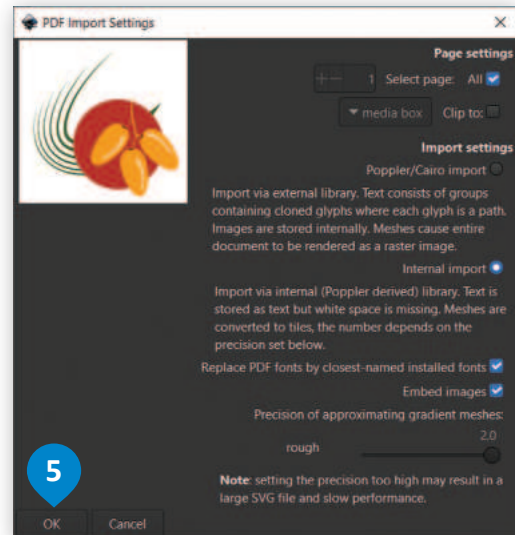 PDF Import Settings
Page settings
+− 1 Select page: All
media box Clip to:
Import settings
Poppler/Cairo import
Import via external library. Text consists of groups
containing cloned glyphs where each glyph is a path.
Images are stored internally. Meshes cause entire
document to be rendered as a raster image.
Internal import
Import via internal (Poppler derived) library. Text is
stored as text but white space is missing. Meshes are
converted to tiles, the number depends on the
precision set below.
Replace PDF fonts by closest-named installed fonts
Embed images
Precision of approximating gradient meshes:
2.0
rough
Note: setting the precision too high may result in a
large SVG file and slow performance.
5
OK Cancel